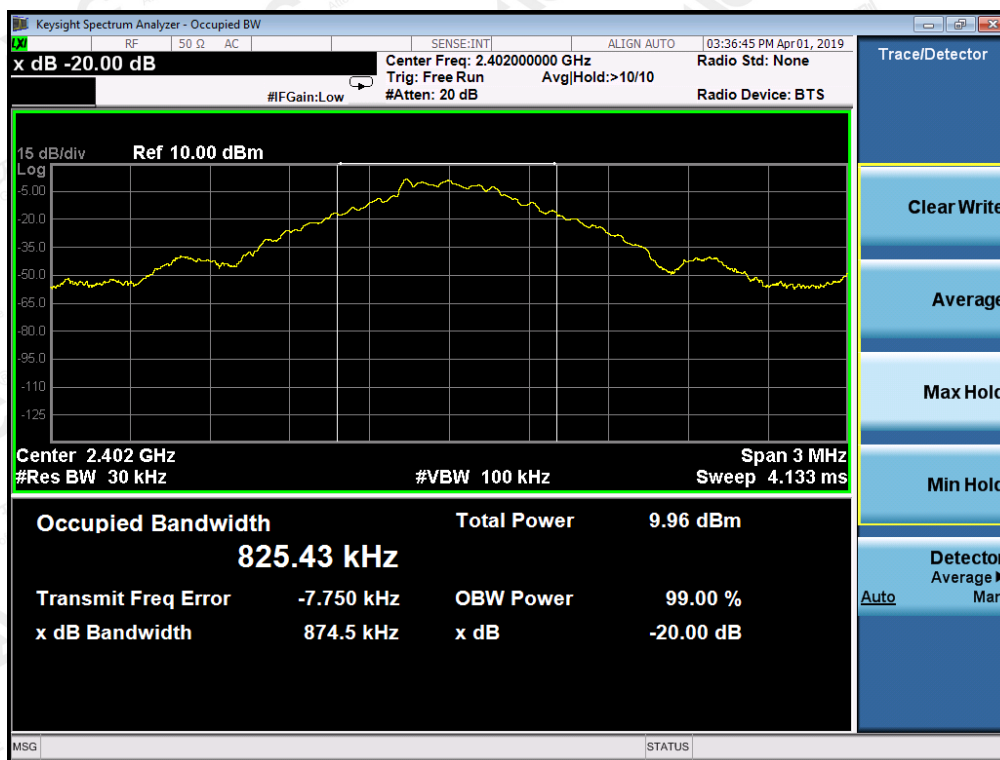 Keysight Spectrum Analyzer - Occupied BW
LXI RF 50 Ω AC SENSE:INT ALIGN AUTO 03:36:45 PM Apr 01, 2019
x dB -20.00 dB
Center Freq: 2.402000000 GHz Radio Std: None
Trig: Free Run Avg|Hold:>10/10
#IFGain:Low #Atten: 20 dB Radio Device: BTS
Trace/Detector
15 dB/div Ref 10.00 dBm
Log
-5.00
-20.0
-35.0
-50.0
-65.0
-80.0
-95.0
-110
-125
Center 2.402 GHz Span 3 MHz
#Res BW 30 kHz #VBW 100 kHz Sweep 4.133 ms
Occupied Bandwidth Total Power 9.96 dBm
825.43 kHz
Transmit Freq Error -7.750 kHz OBW Power 99.00 %
x dB Bandwidth 874.5 kHz x dB -20.00 dB
Clear Write
Average
Max Hold
Min Hold
Detector
Average
Auto Man
MSG STATUS